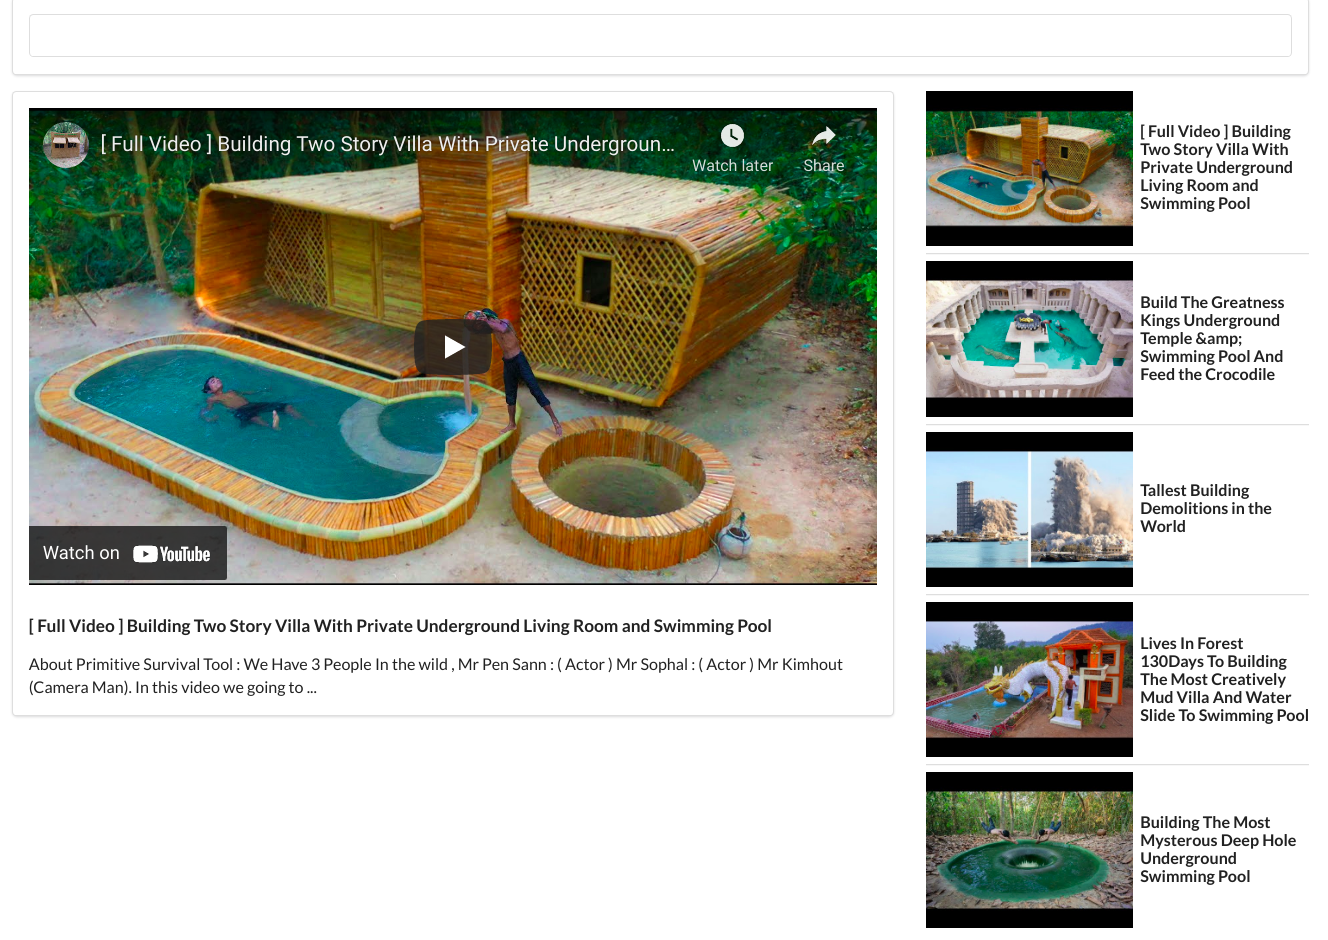 [ Full Video ] Building Two Story Villa With Private Undergroun...
Watch later
Share
Watch on YouTube
[ Full Video ] Building Two Story Villa With Private Underground Living Room and Swimming Pool
About Primitive Survival Tool : We Have 3 People In the wild , Mr Pen Sann : ( Actor ) Mr Sophal : ( Actor ) Mr Kimhout
(Camera Man). In this video we going to ...
[ Full Video ] Building
Two Story Villa With
Private Underground
Living Room and
Swimming Pool
Build The Greatness
Kings Underground
Temple &amp;
Swimming Pool And
Feed the Crocodile
Tallest Building
Demolitions in the
World
Lives In Forest
130Days To Building
The Most Creatively
Mud Villa And Water
Slide To Swimming Pool
Building The Most
Mysterous Deep Hole
Underground
Swimming Pool